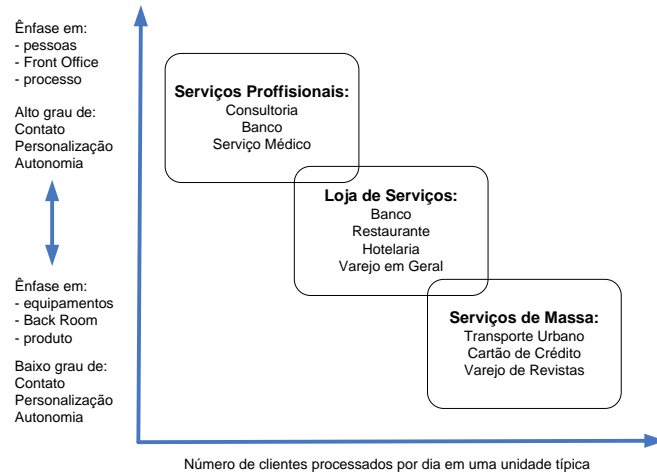 Ênfase em:
- pessoas
- Front Office
- processo
Alto grau de:
Contato
Personalização
Autonomia
Ênfase em:
- equipamentos
- Back Room
- produto
Baixo grau de:
Contato
Personalização
Autonomia
Serviços Proffisionais:
Consultoria
Banco
Serviço Médico
Loja de Serviços:
Banco
Restaurante
Hotelaria
Varejo em Geral
Serviços de Massa:
Transporte Urbano
Cartão de Crédito
Varejo de Revistas
Número de clientes processados por dia em uma unidade típica